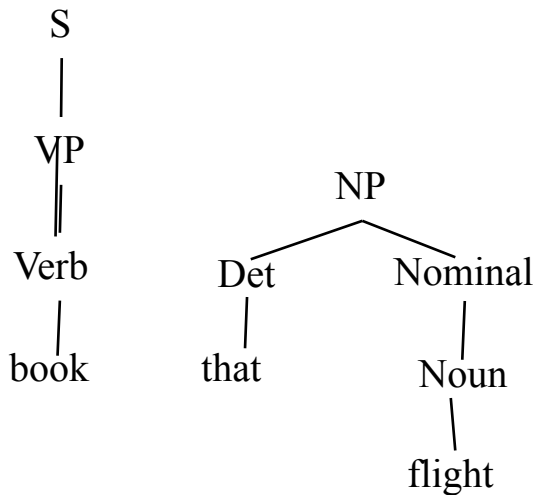 S
VP
NP
Verb
Det
Nominal
book
that
Noun
flight